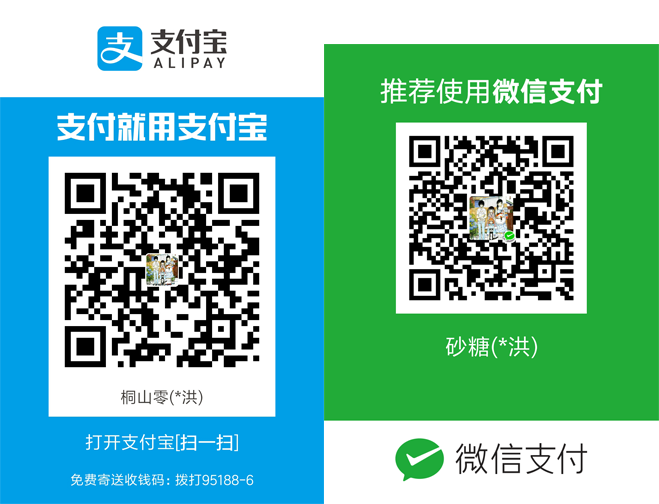 支付宝
ALIPAY
支付就用支付宝
桐山零(*洪)
打开支付宝[扫一扫]
免费寄送收钱码：拨打95188-6
推荐使用微信支付
砂糖(*洪)
微信支付